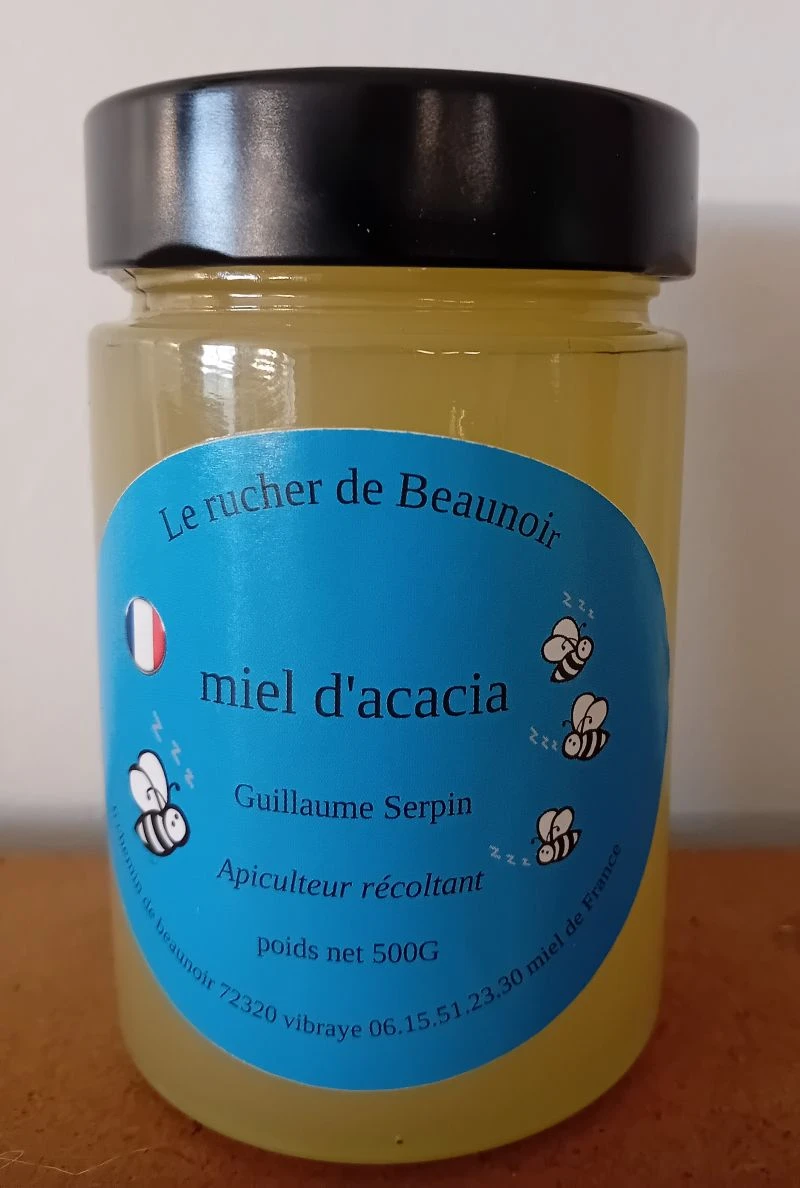 Le rucher de Beaunoir
z z z
miel d'acacia
z z z
z z z
Guillaume Serpin
z z z
Apiculteur récoltant
poids net 500G
chemin de beaunoir 72320 vibraye 06.15.51.23.30 miel de France